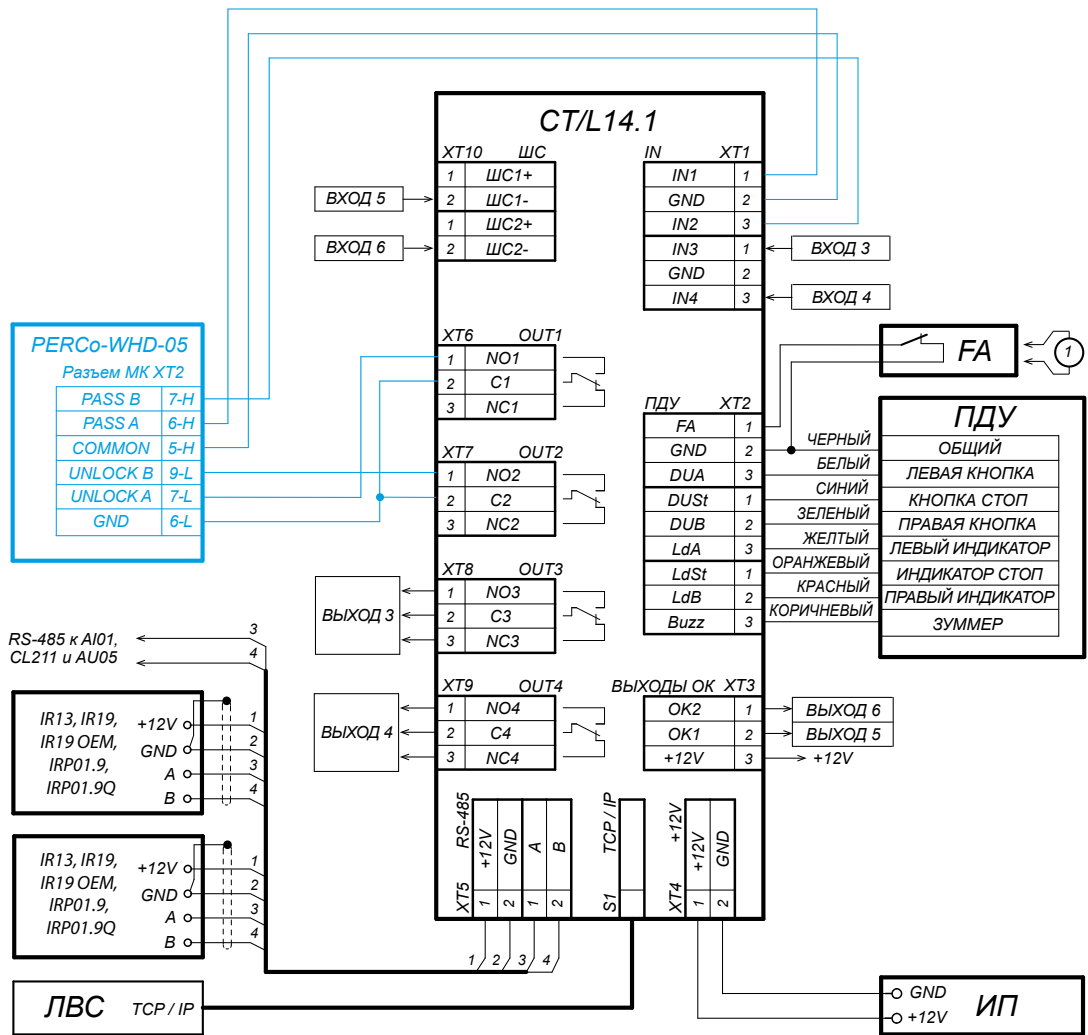 CT/L14.1
XT10 ШС
1 ШС1+
2 ШС1-
1 ШС2+
2 ШС2-
ВХОД 5
ВХОД 6
IN XT1
IN1 1
GND 2
IN2 3
IN3 1
GND 2
IN4 3
ВХОД 3
ВХОД 4
PERCo-WHD-05
Разъем МК XT2
PASS B 7-H
PASS A 6-H
COMMON 5-H
UNLOCK B 9-L
UNLOCK A 7-L
GND 6-L
XT6 OUT1
1 NO1
2 C1
3 NC1
XT7 OUT2
1 NO2
2 C2
3 NC2
XT8 OUT3
1 NO3
2 C3
3 NC3
ВЫХОД 3
XT9 OUT4
1 NO4
2 C4
3 NC4
ВЫХОД 4
FA
1
ПДУ XT2
FA 1
GND 2
DUA 3
DUSt 1
DUB 2
LdA 3
LdSt 1
LdB 2
Buzz 3
ЧЕРНЫЙ
БЕЛЫЙ
СИНИЙ
ЗЕЛЕНЫЙ
ЖЕЛТЫЙ
ОРАНЖЕВЫЙ
КРАСНЫЙ
КОРИЧНЕВЫЙ
ПДУ
ОБЩИЙ
ЛЕВАЯ КНОПКА
КНОПКА СТОП
ПРАВАЯ КНОПКА
ЛЕВЫЙ ИНДИКАТОР
ИНДИКАТОР СТОП
ПРАВЫЙ ИНДИКАТОР
ЗУММЕР
ВЫХОДЫ ОК XT3
OK2 1
OK1 2
+12V 3
ВЫХОД 6
ВЫХОД 5
+12V
RS-485 к AI01,
CL211 и AU05
3
4
IR13, IR19,
IR19 OEM,
IRP01.9,
IRP01.9Q
+12V 1
GND 2
A 3
B 4
IR13, IR19,
IR19 OEM,
IRP01.9,
IRP01.9Q
+12V 1
GND 2
A 3
B 4
XT5 RS-485
1 +12V
2 GND
1 A
2 B
1 2 3 4
S1 TCP / IP
XT4 +12V
1 +12V
2 GND
ЛВС TCP / IP
GND
+12V
ИП